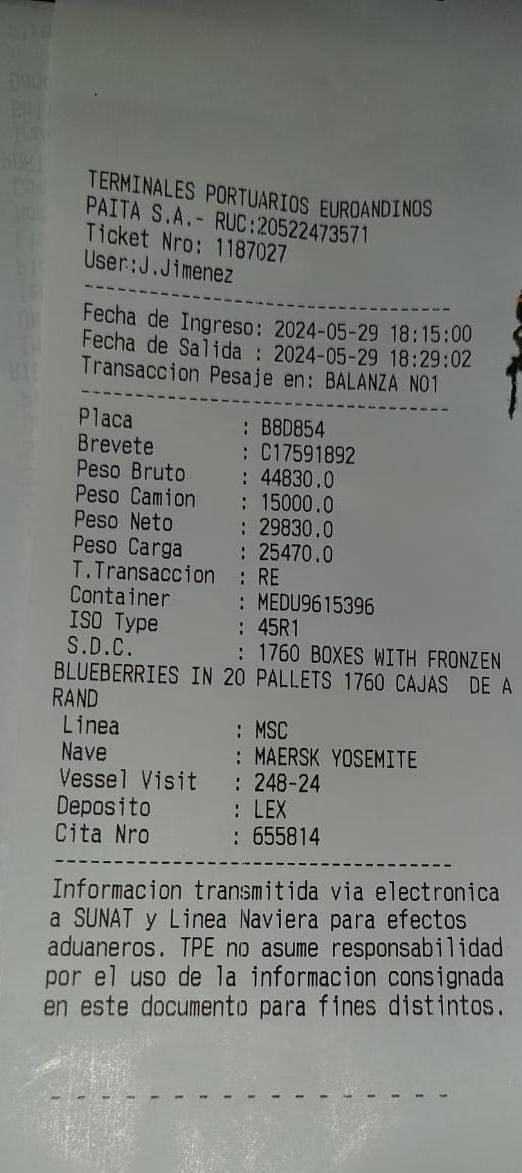 TERMINALES PORTUARIOS EUROANDINOS
PAITA S.A.- RUC:20522473571
Ticket Nro: 1187027
User:J.Jimenez
Fecha de Ingreso: 2024-05-29 18:15:00
Fecha de Salida : 2024-05-29 18:29:02
Transaccion Pesaje en: BALANZA NO1
Placa : B8D854
Brevete : C17591892
Peso Bruto : 44830.0
Peso Camion : 15000.0
Peso Neto : 29830.0
Peso Carga : 25470.0
T.Transaccion : RE
Container : MEDU9615396
ISO Type : 45R1
S.D.C. : 1760 BOXES WITH FRONZEN
BLUEBERRIES IN 20 PALLETS 1760 CAJAS DE A
RAND
Linea : MSC
Nave : MAERSK YOSEMITE
Vessel Visit : 248-24
Deposito : LEX
Cita Nro : 655814
Informacion transmitida via electronica
a SUNAT y Linea Naviera para efectos
aduaneros. TPE no asume responsabilidad
por el uso de la informacion consignada
en este documento para fines distintos.